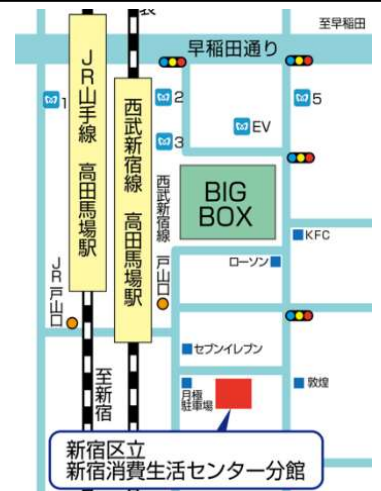 至早稲田
早稲田通り
JR山手線 高田馬場駅
西武新宿線 高田馬場駅
1
2
3
5
EV
BIG
BOX
西武新宿線 戸山口
JR戸山口
KFC
ローソン
セブンイレブン
至新宿
月極
駐車場
敦煌
新宿区立
新宿消費生活センター分館